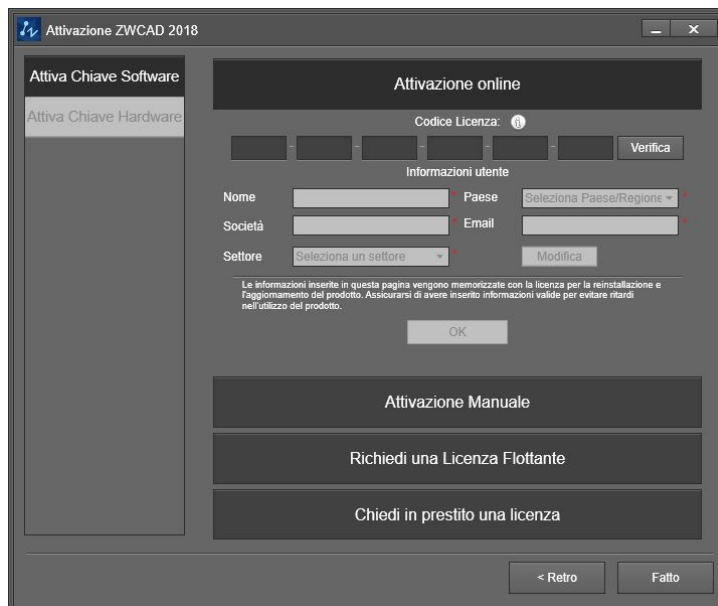 Attivazione ZWCAD 2018
Attiva Chiave Software
Attiva Chiave Hardware
Attivazione online
Codice Licenza:
- - - - - Verifica
Informazioni utente
Nome * Paese Seleziona Paese/Regione *
Società * Email *
Settore Seleziona un settore * Modifica
Le informazioni inserite in questa pagina vengono memorizzate con la licenza per la reinstallazione e
l'aggiornamento del prodotto. Assicurarsi di avere inserito informazioni valide per evitare ritardi
nell'utilizzo del prodotto.
OK
Attivazione Manuale
Richiedi una Licenza Flottante
Chiedi in prestito una licenza
< Retro Fatto